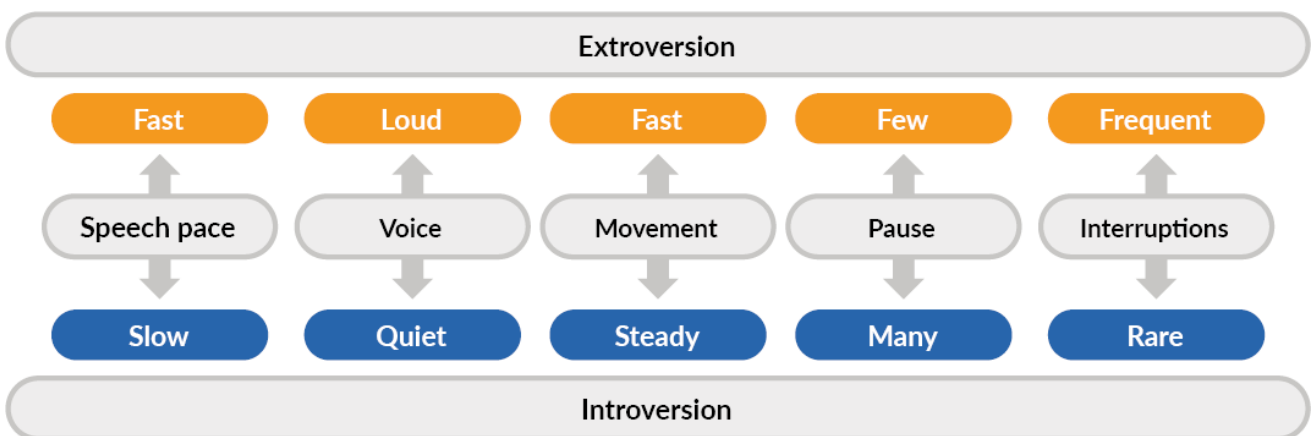 Extroversion
Fast Loud Fast Few Frequent
Speech pace Voice Movement Pause Interruptions
Slow Quiet Steady Many Rare
Introversion